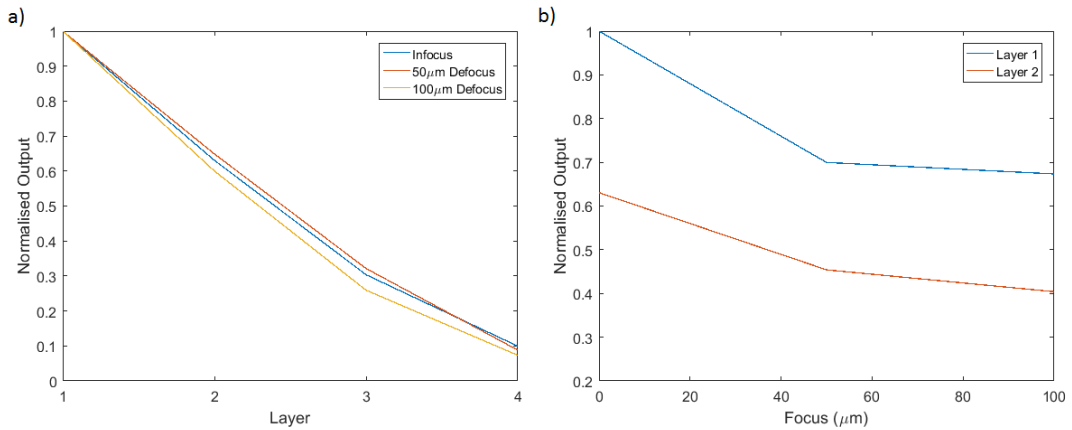 a)
1
0.9
0.8
0.7
0.6
0.5
0.4
0.3
0.2
0.1
0
Normalised Output
1 2 3 4
Layer
Infocus
50μm Defocus
100μm Defocus
b)
1
0.9
0.8
0.7
0.6
0.5
0.4
0.3
0.2
Normalised Output
0 20 40 60 80 100
Focus (μm)
Layer 1
Layer 2